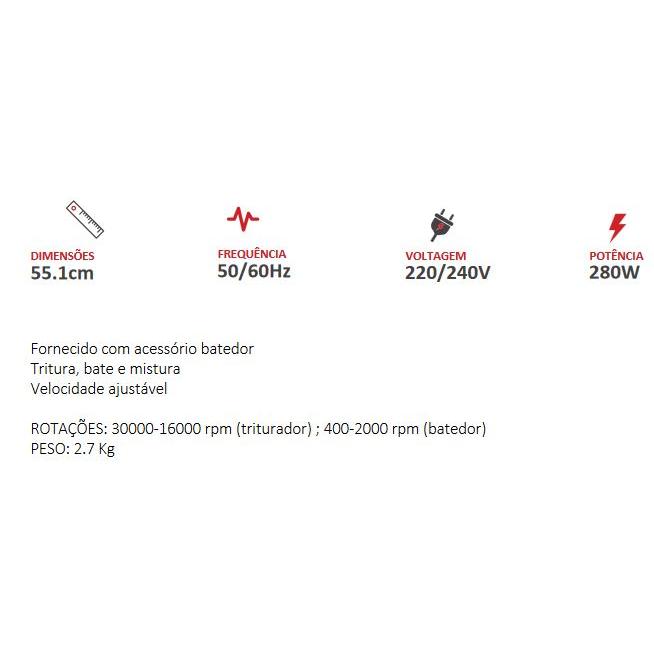 DIMENSÕES
55.1cm
FREQUÊNCIA
50/60Hz
VOLTAGEM
220/240V
POTÊNCIA
280W
Fornecido com acessório batedor
Tritura, bate e mistura
Velocidade ajustável
ROTAÇÕES: 30000-16000 rpm (triturador) ; 400-2000 rpm (batedor)
PESO: 2.7 Kg